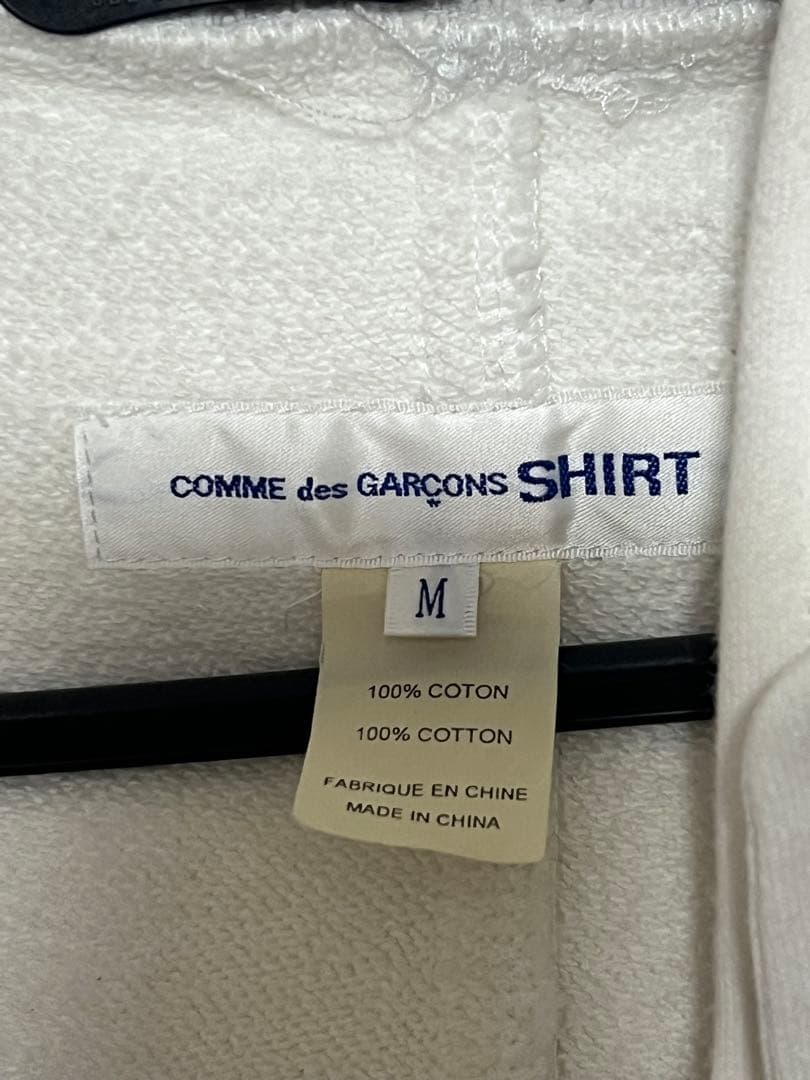 COMME des GARÇONS SHIRT
M
100% COTON
100% COTTON
FABRIQUE EN CHINE
MADE IN CHINA